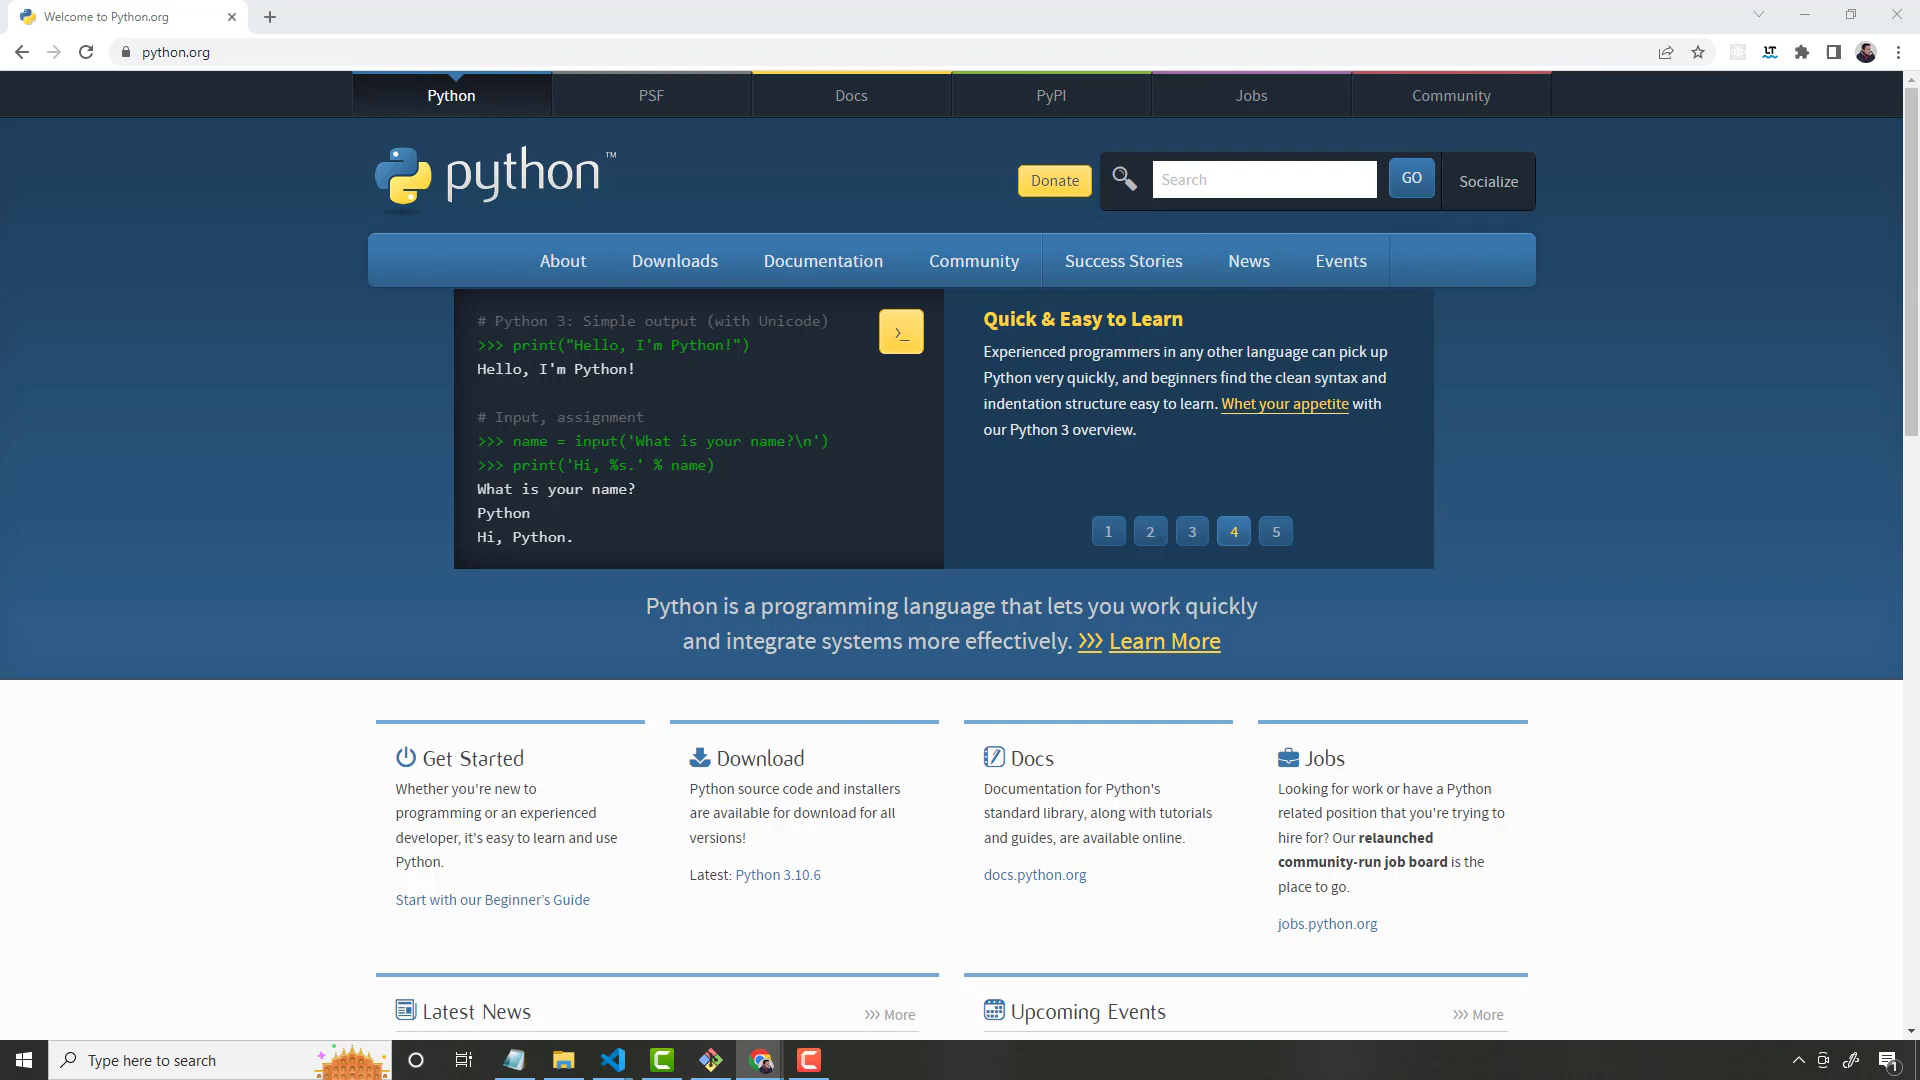 Welcome to Python.org
python.org
Python
PSF
Docs
PyPI
Jobs
Community
python™
Donate
Search
GO
Socialize
About
Downloads
Documentation
Community
Success Stories
News
Events
# Python 3: Simple output (with Unicode)
>>> print("Hello, I'm Python!")
Hello, I'm Python!
# Input, assignment
>>> name = input('What is your name?\n')
>>> print('Hi, %s.' % name)
What is your name?
Python
Hi, Python.
>_
Quick & Easy to Learn
Experienced programmers in any other language can pick up
Python very quickly, and beginners find the clean syntax and
indentation structure easy to learn. Whet your appetite with
our Python 3 overview.
1 2 3 4 5
Python is a programming language that lets you work quickly
and integrate systems more effectively. >>> Learn More
Get Started
Whether you're new to
programming or an experienced
developer, it's easy to learn and use
Python.
Start with our Beginner’s Guide
Download
Python source code and installers
are available for download for all
versions!
Latest: Python 3.10.6
Docs
Documentation for Python's
standard library, along with tutorials
and guides, are available online.
docs.python.org
Jobs
Looking for work or have a Python
related position that you're trying to
hire for? Our relaunched
community-run job board is the
place to go.
jobs.python.org
Latest News
>>> More
Upcoming Events
>>> More
Type here to search
1